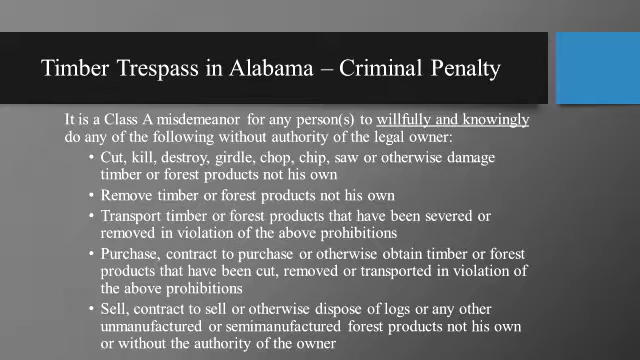 Timber Trespass in Alabama – Criminal Penalty
It is a Class A misdemeanor for any person(s) to willfully and knowingly
do any of the following without authority of the legal owner:
• Cut, kill, destroy, girdle, chop, chip, saw or otherwise damage
timber or forest products not his own
• Remove timber or forest products not his own
• Transport timber or forest products that have been severed or
removed in violation of the above prohibitions
• Purchase, contract to purchase or otherwise obtain timber or forest
products that have been cut, removed or transported in violation of
the above prohibitions
• Sell, contract to sell or otherwise dispose of logs or any other
unmanufactured or semimanufactured forest products not his own
or without the authority of the owner